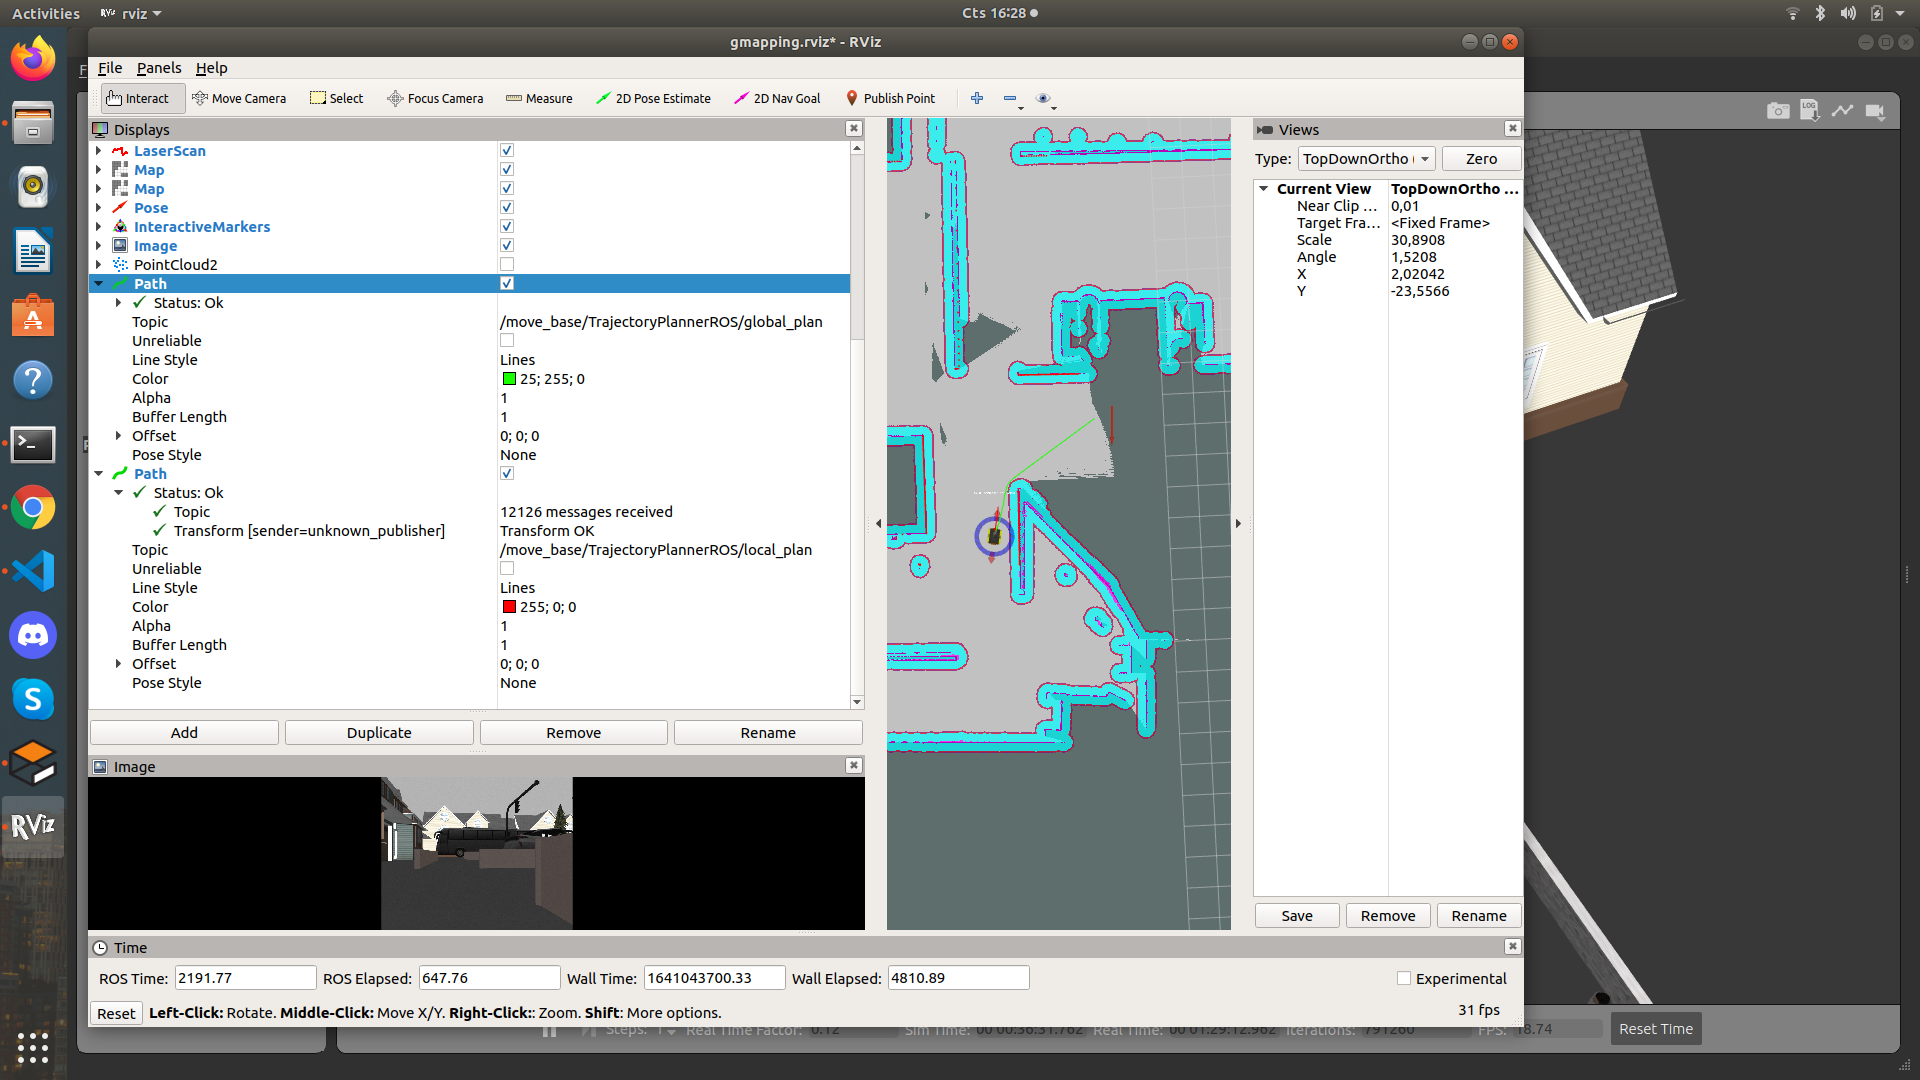 Activities
rviz
Cts 16:28
gmapping.rviz* - RViz
File Panels Help
Interact Move Camera Select Focus Camera Measure 2D Pose Estimate 2D Nav Goal Publish Point
Displays
LaserScan
Map
Map
Pose
InteractiveMarkers
Image
PointCloud2
Path
Status: Ok
Topic /move_base/TrajectoryPlannerROS/global_plan
Unreliable
Line Style Lines
Color 25; 255; 0
Alpha 1
Buffer Length 1
Offset 0; 0; 0
Pose Style None
Path
Status: Ok
Topic 12126 messages received
Transform [sender=unknown_publisher] Transform OK
Topic /move_base/TrajectoryPlannerROS/local_plan
Unreliable
Line Style Lines
Color 255; 0; 0
Alpha 1
Buffer Length 1
Offset 0; 0; 0
Pose Style None
Add Duplicate Remove Rename
Image
Views
Type: TopDownOrtho Zero
Current View TopDownOrtho ...
Near Clip ... 0,01
Target Fra... <Fixed Frame>
Scale 30,8908
Angle 1,5208
X 2,02042
Y -23,5566
Save Remove Rename
Time
ROS Time: 2191.77 ROS Elapsed: 647.76 Wall Time: 1641043700.33 Wall Elapsed: 4810.89 Experimental
Reset Left-Click: Rotate. Middle-Click: Move X/Y. Right-Click:: Zoom. Shift: More options. 31 fps
Steps: 1 Real Time Factor: 0.12 Sim Time: 00 00:36:31.762 Real Time: 00 01:29:12.962 Iterations: 791260 FPS: 18.74 Reset Time
LOG
RViz